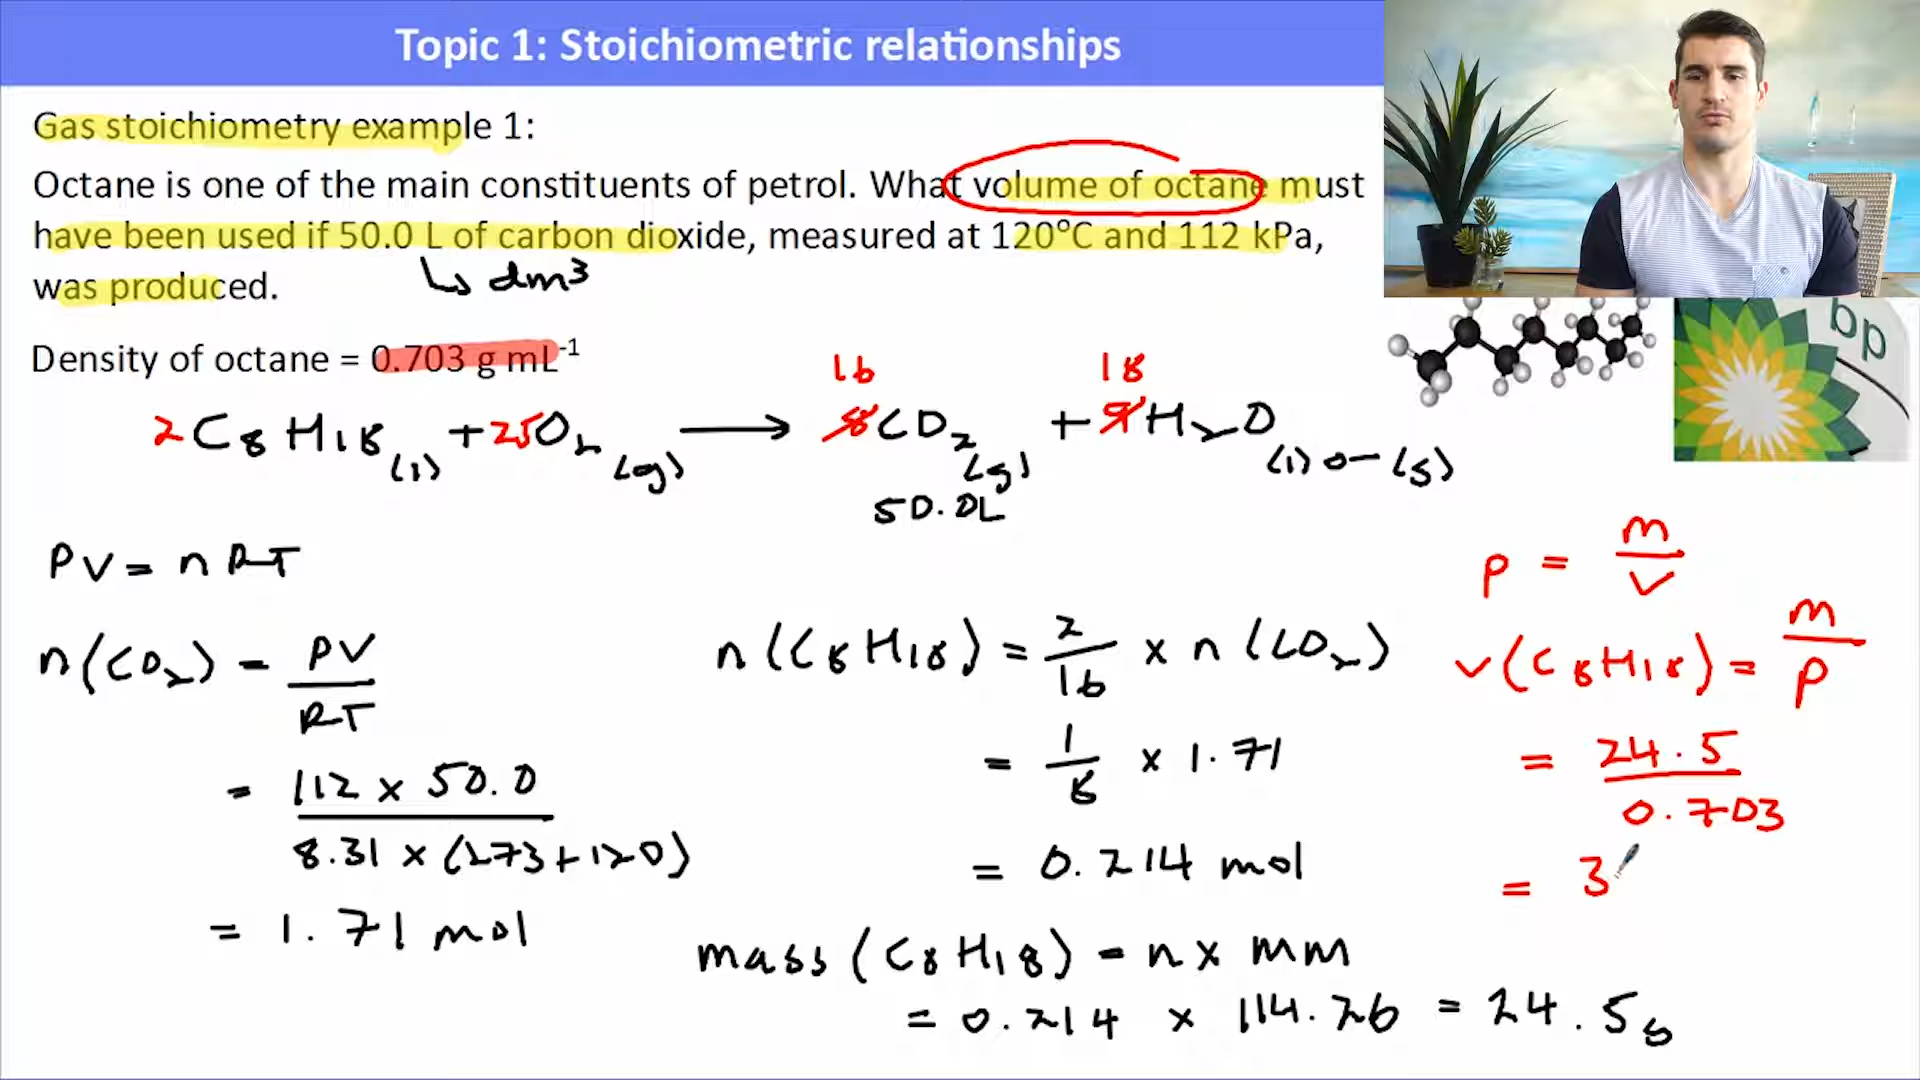 Topic 1: Stoichiometric relationships
Gas stoichiometry example 1:
Octane is one of the main constituents of petrol. What volume of octane must
have been used if 50.0 L of carbon dioxide, measured at 120°C and 112 kPa,
was produced.
↳ dm³
Density of octane = 0.703 g mL⁻¹
bp
16 18
2C₈H₁₈(l) + 25O₂(g) ⟶ 8CO₂(g) + 9H₂O(l) or (g)
50.0L
PV = nRT
n(CO₂) = PV/RT
= 112 × 50.0 / 8.31 × (273+120)
= 1.71 mol
n(C₈H₁₈) = 2/16 × n(CO₂)
= 1/8 × 1.71
= 0.214 mol
mass(C₈H₁₈) = n × mm
= 0.214 × 114.26 = 24.5g
ρ = m/v
v(C₈H₁₈) = m/ρ
= 24.5/0.703
= 3